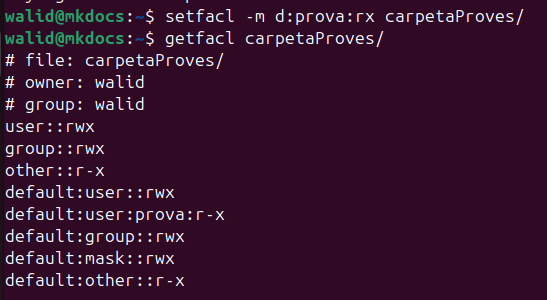 walid@mkdocs:~$ setfacl -m d:prova:rx carpetaProves/
walid@mkdocs:~$ getfacl carpetaProves/
# file: carpetaProves/
# owner: walid
# group: walid
user::rwx
group::rwx
other::r-x
default:user::rwx
default:user:prova:r-x
default:group::rwx
default:mask::rwx
default:other::r-x